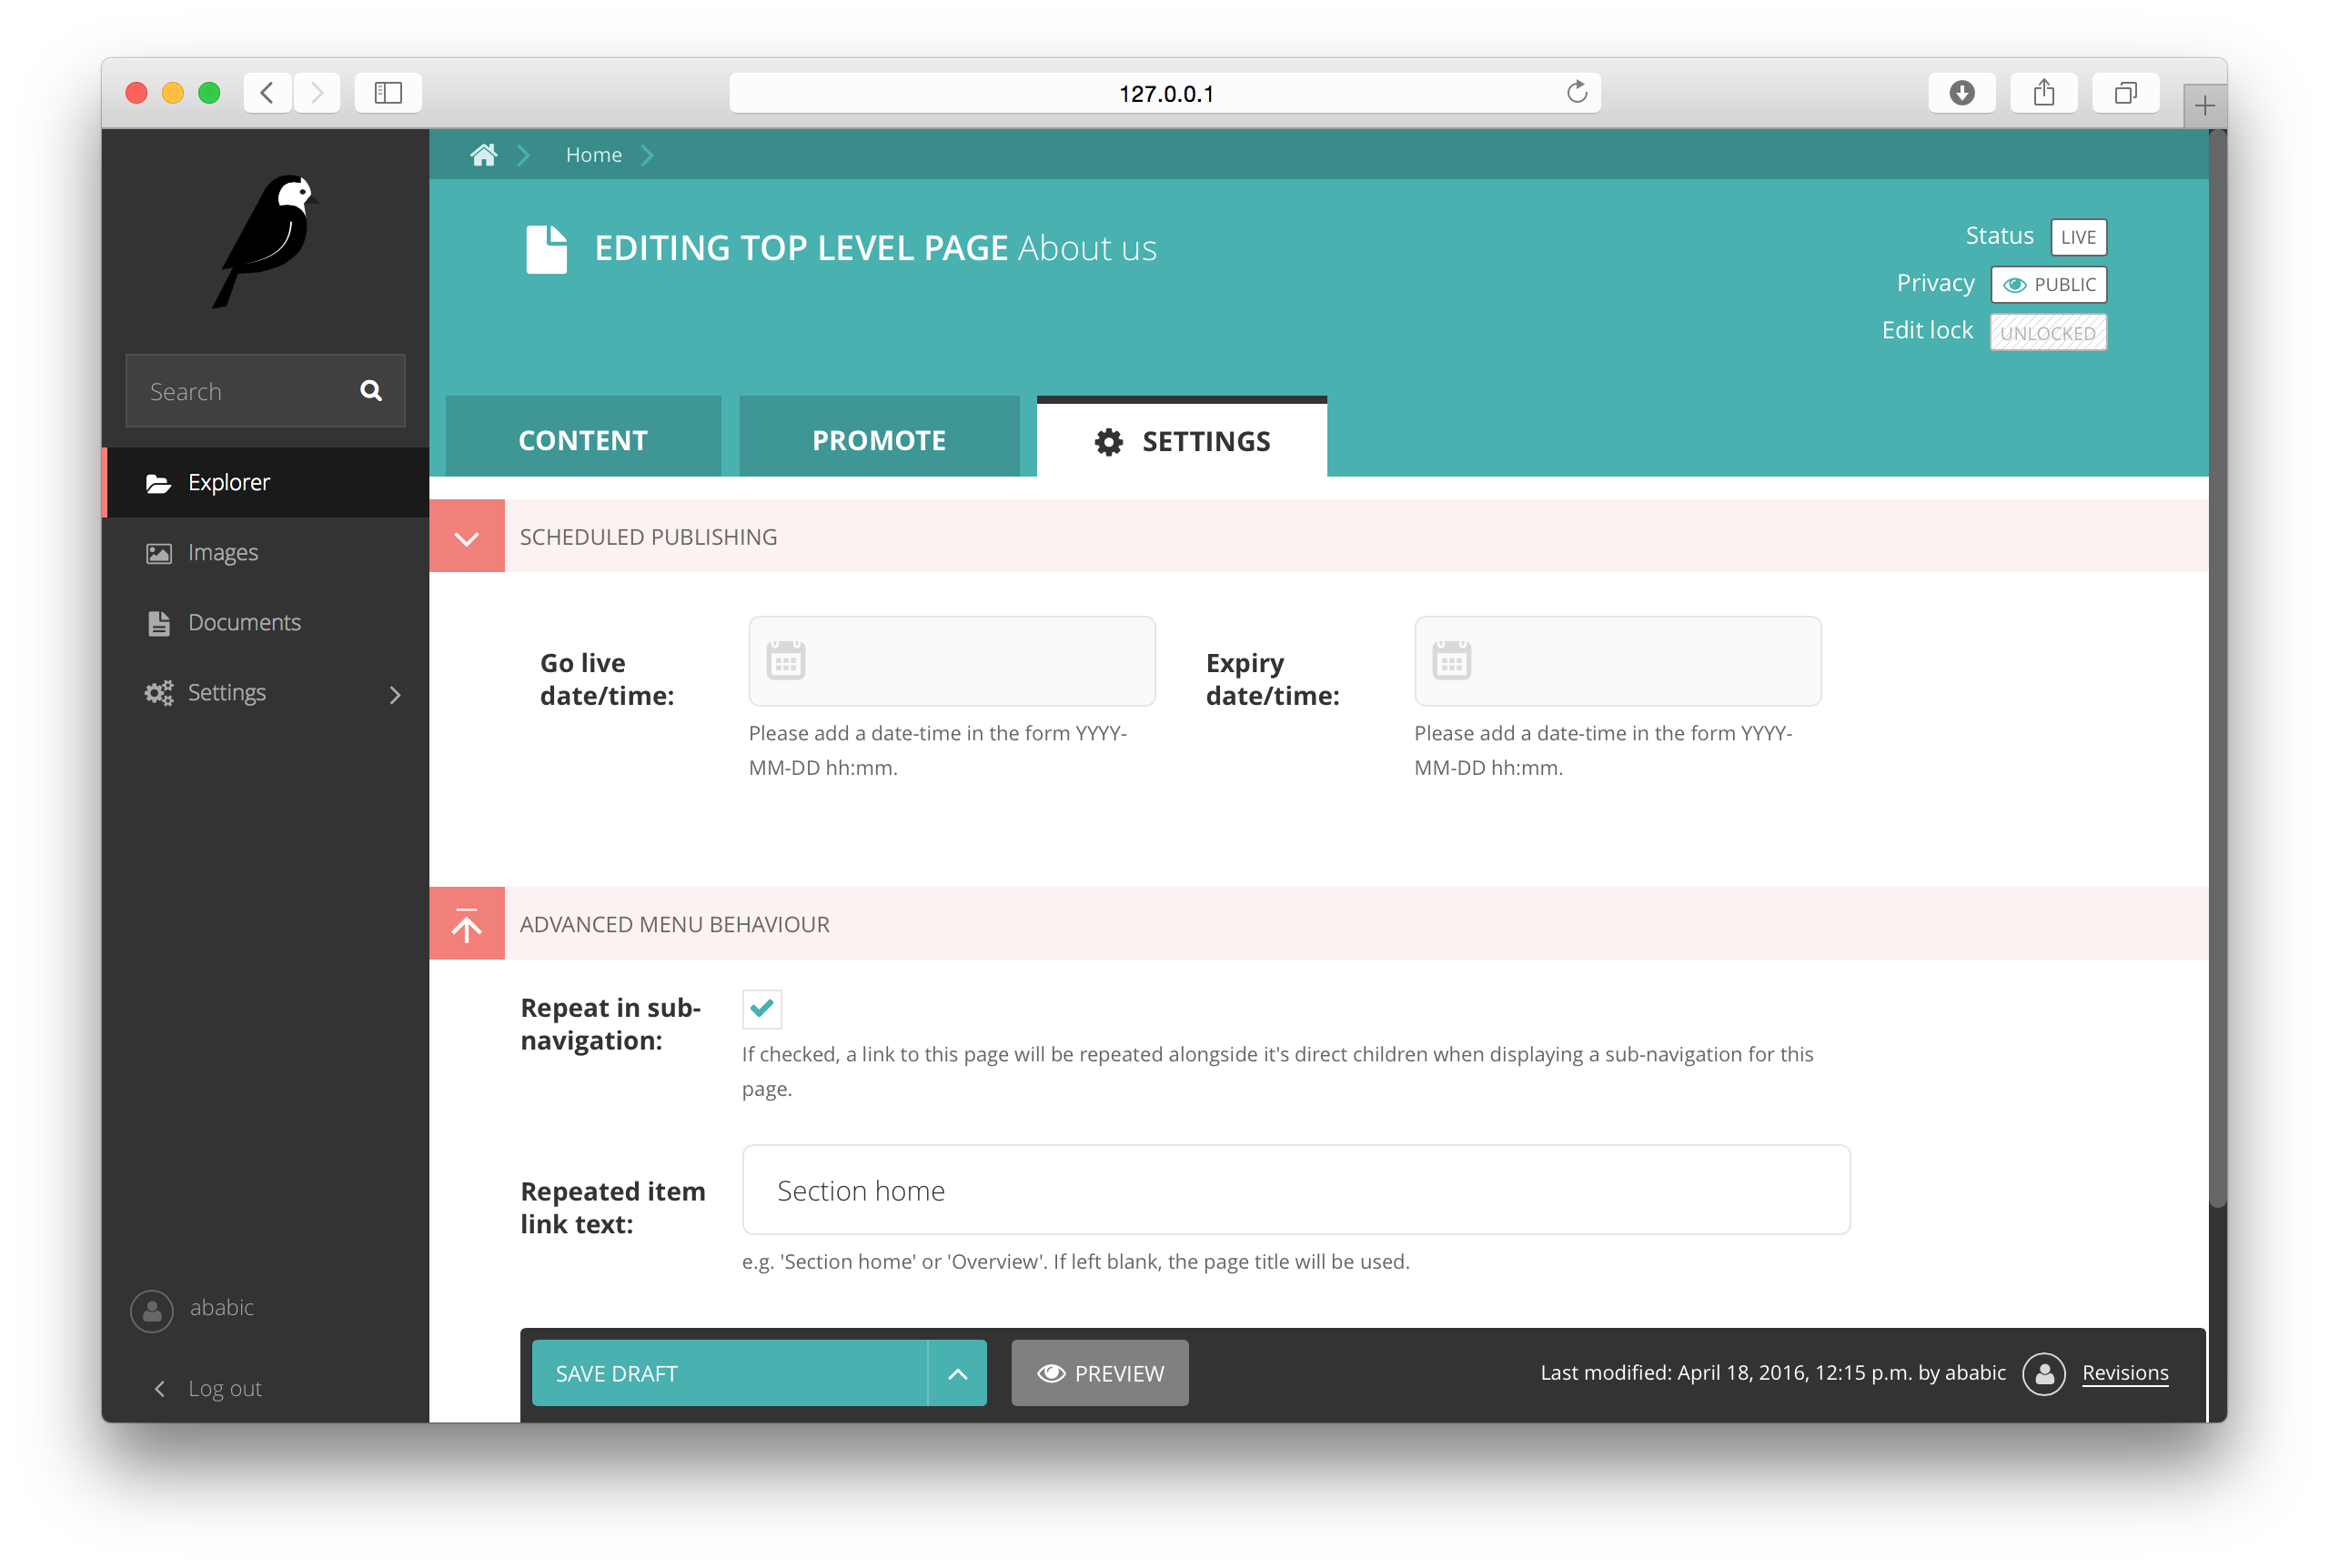 127.0.0.1
Home
EDITING TOP LEVEL PAGE About us
Status LIVE
Privacy PUBLIC
Edit lock UNLOCKED
Search
CONTENT
PROMOTE
SETTINGS
Explorer
Images
Documents
Settings
SCHEDULED PUBLISHING
Go live
date/time:
Please add a date-time in the form YYYY-
MM-DD hh:mm.
Expiry
date/time:
Please add a date-time in the form YYYY-
MM-DD hh:mm.
ADVANCED MENU BEHAVIOUR
Repeat in sub-
navigation:
If checked, a link to this page will be repeated alongside it's direct children when displaying a sub-navigation for this
page.
Repeated item
link text:
Section home
e.g. 'Section home' or 'Overview'. If left blank, the page title will be used.
ababic
Log out
SAVE DRAFT
PREVIEW
Last modified: April 18, 2016, 12:15 p.m. by ababic
Revisions